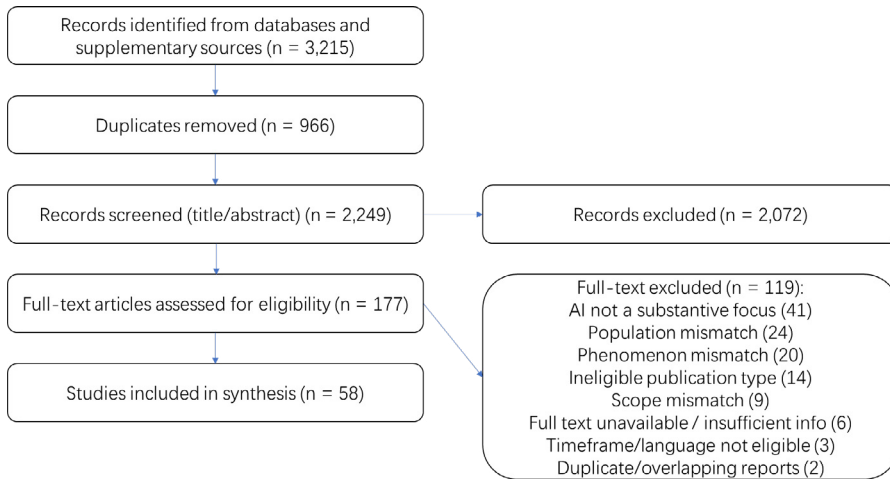 Records identified from databases and
supplementary sources (n = 3,215)
Duplicates removed (n = 966)
Records screened (title/abstract) (n = 2,249)
Records excluded (n = 2,072)
Full-text articles assessed for eligibility (n = 177)
Full-text excluded (n = 119):
AI not a substantive focus (41)
Population mismatch (24)
Phenomenon mismatch (20)
Ineligible publication type (14)
Scope mismatch (9)
Full text unavailable / insufficient info (6)
Timeframe/language not eligible (3)
Duplicate/overlapping reports (2)
Studies included in synthesis (n = 58)